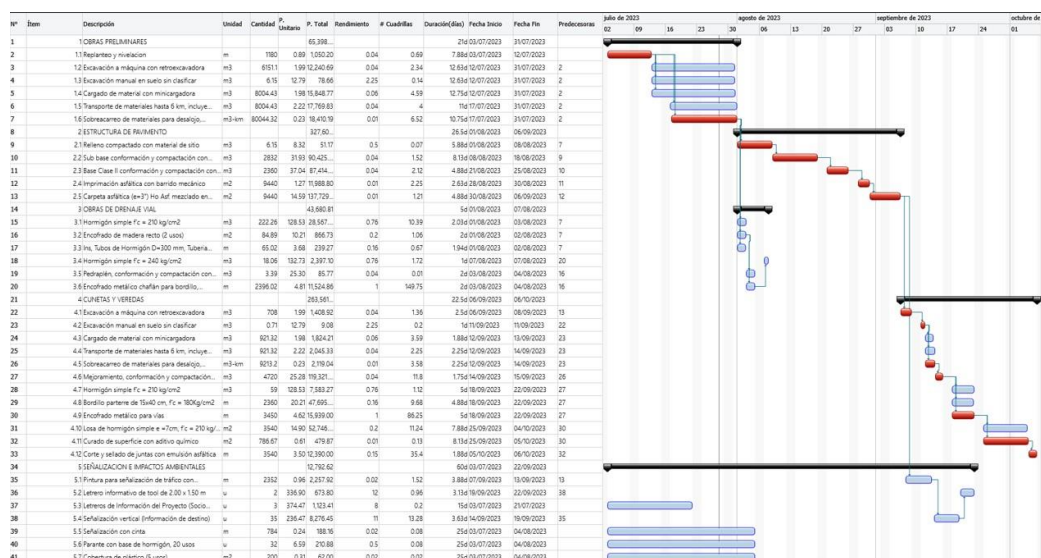 julio de 2023 agosto de 2023 septiembre de 2023 octubre de
Nº Ítem Descripción Unidad Cantidad P. Unitario P. Total Rendimiento # Cuadrillas Duración(días) Fecha Inicio Fecha Fin Predecesoras 02 09 16 23 30 06 13 20 27 03 10 17 24 01
1 1 OBRAS PRELIMINARES 65,398... 21d 03/07/2023 31/07/2023
2 1.1 Replanteo y nivelacion m 1180 0.89 1,050.20 0.04 0.69 7.88d 03/07/2023 12/07/2023
3 1.2 Excavación a máquina con retroexcavadora m3 6151.1 1.99 12,240.69 0.04 2.34 12.63d 12/07/2023 31/07/2023 2
4 1.3 Excavación manual en suelo sin clasificar m3 6.15 12.79 78.66 2.25 0.14 12.63d 12/07/2023 31/07/2023 2
5 1.4 Cargado de material con minicargadora m3 8004.43 1.98 15,848.77 0.06 4.59 12.75d 12/07/2023 31/07/2023 2
6 1.5 Transporte de materiales hasta 6 km, incluye... m3 8004.43 2.22 17,769.83 0.04 4 11d 17/07/2023 31/07/2023 2
7 1.6 Sobreacarreo de materiales para desalojo,... m3-km 80044.32 0.23 18,410.19 0.01 6.52 10.75d 17/07/2023 31/07/2023 2
8 2 ESTRUCTURA DE PAVIMENTO 327,60... 26.5d 01/08/2023 06/09/2023
9 2.1 Relleno compactado con material de sitio m3 6.15 8.32 51.17 0.5 0.07 5.88d 01/08/2023 08/08/2023 7
10 2.2 Sub base conformación y compactación con... m3 2832 31.93 90,425... 0.04 1.52 8.13d 08/08/2023 18/08/2023 9
11 2.3 Base Clase II conformación y compactación con... m3 2360 37.04 87,414... 0.04 2.12 4.88d 21/08/2023 25/08/2023 10
12 2.4 Imprimación asfáltica con barrido mecánico m2 9440 1.27 11,988.80 0.01 2.25 2.63d 28/08/2023 30/08/2023 11
13 2.5 Carpeta asfáltica (e=3") Ho Asf. mezclado en... m2 9440 14.59 137,729... 0.01 1.21 4.88d 30/08/2023 06/09/2023 12
14 3 OBRAS DE DRENAJE VIAL 43,680.81 5d 01/08/2023 07/08/2023
15 3.1 Hormigón simple f'c = 210 kg/cm2 m3 222.26 128.53 28,567... 0.76 10.39 2.03d 01/08/2023 03/08/2023 7
16 3.2 Encofrado de madera recto (2 usos) m2 84.89 10.21 866.73 0.2 1.06 2d 01/08/2023 02/08/2023 7
17 3.3 Ins, Tubos de Hormigón D=300 mm, Tubería... m 65.02 3.68 239.27 0.16 0.67 1.94d 01/08/2023 02/08/2023 7
18 3.4 Hormigón simple f'c = 240 kg/cm2 m3 18.06 132.73 2,397.10 0.76 1.72 1d 07/08/2023 07/08/2023 20
19 3.5 Pedraplén, conformación y compactación con... m3 3.39 25.30 85.77 0.04 0.01 2d 03/08/2023 04/08/2023 16
20 3.6 Encofrado metálico chaflán para bordillo,... m 2396.02 4.81 11,524.86 1 149.75 2d 03/08/2023 04/08/2023 16
21 4 CUNETAS Y VEREDAS 263,561... 22.5d 06/09/2023 06/10/2023
22 4.1 Excavación a máquina con retroexcavadora m3 708 1.99 1,408.92 0.04 1.36 2.5d 06/09/2023 08/09/2023 13
23 4.2 Excavación manual en suelo sin clasificar m3 0.71 12.79 9.08 2.25 0.2 1d 11/09/2023 11/09/2023 22
24 4.3 Cargado de material con minicargadora m3 921.32 1.98 1,824.21 0.04 3.59 1.88d 12/09/2023 13/09/2023 23
25 4.4 Transporte de materiales hasta 6 km, incluye... m3 921.32 2.22 2,045.33 0.04 2.25 2.25d 12/09/2023 14/09/2023 23
26 4.5 Sobreacarreo de materiales para desalojo,... m3-km 9213.2 0.23 2,119.04 0.01 3.58 2.25d 12/09/2023 14/09/2023 23
27 4.6 Mejoramiento, conformación y compactación... m3 4720 25.28 119,321... 0.04 11.8 1.75d 14/09/2023 15/09/2023 26
28 4.7 Hormigón simple f'c = 210 kg/cm2 m3 59 128.53 7,583.27 0.76 1.12 5d 18/09/2023 22/09/2023 27
29 4.8 Bordillo parterre de 15x40 cm, f'c = 180Kg/cm2 m 2360 20.21 47,695... 0.16 9.68 4.88d 18/09/2023 22/09/2023 27
30 4.9 Encofrado metálico para vías m 3450 4.62 15,939.00 1 86.25 5d 18/09/2023 22/09/2023 27
31 4.10 Losa de hormigón simple e =7cm, f'c = 210 kg/... m2 3540 14.90 52,746... 0.2 11.24 7.88d 25/09/2023 04/10/2023 30
32 4.11 Curado de superficie con aditivo químico m2 786.67 0.61 479.87 0.01 0.13 8.13d 25/09/2023 05/10/2023 30
33 4.12 Corte y sellado de juntas con emulsión asfáltica m 3540 3.50 12,390.00 0.15 35.4 1.88d 05/10/2023 06/10/2023 32
34 5 SEÑALIZACION E IMPACTOS AMBIENTALES 12,792.62 60d 03/07/2023 22/09/2023
35 5.1 Pintura para señalización de tráfico con... m 2352 0.96 2,257.92 0.02 1.52 3.88d 07/09/2023 13/09/2023 13
36 5.2 Letrero informativo de tool de 2.00 x 1.50 m u 2 336.90 673.80 12 0.96 3.13d 19/09/2023 22/09/2023 38
37 5.3 Letreros de Información del Proyecto (Socio... u 3 374.47 1,123.41 8 0.2 15d 03/07/2023 21/07/2023
38 5.4 Señalización vertical (Información de destino) u 35 236.47 8,276.45 11 13.28 3.63d 14/09/2023 19/09/2023 35
39 5.5 Señalización con cinta m 784 0.24 188.16 0.02 0.08 25d 03/07/2023 04/08/2023
40 5.6 Parante con base de hormigón, 20 usos u 32 6.59 210.88 0.5 0.08 25d 03/07/2023 04/08/2023
41 5.7 Cobertura de plástico (5 usos) m2 200 0.31 62.00 0.02 0.02 25d 03/07/2023 04/08/2023